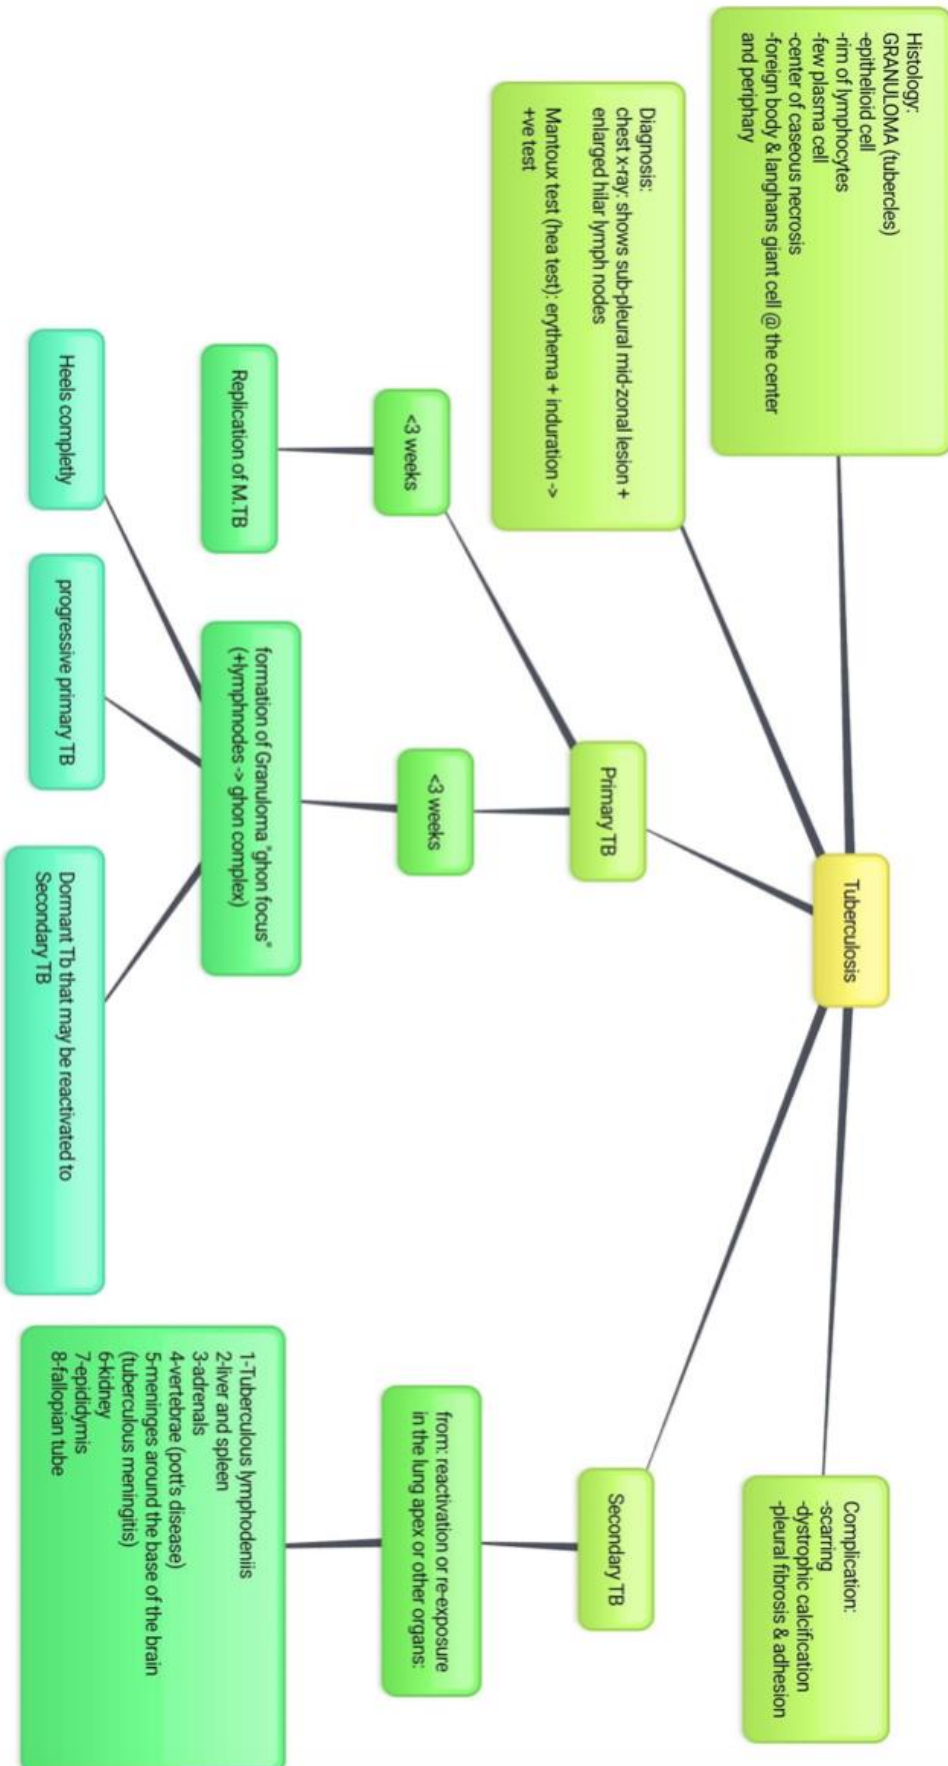 Tuberculosis
Histology:
GRANULOMA (tubercles)
-epithelioid cell
-rim of lymphocytes
-few plasma cell
-center of caseous necrosis
-foreign body & langhans giant cell @ the center
and periphary
Diagnosis:
chest x-ray: shows sub-pleural mid-zonal lesion +
enlarged hilar lymph nodes
Mantoux test (hea test): erythema + induration ->
+ve test
Primary TB
<3 weeks
Replication of M.TB
<3 weeks
formation of Granuloma "ghon focus"
(+lymphnodes -> ghon complex)
Heels completly
progressive primary TB
Dormant Tb that may be reactivated to
Secondary TB
Secondary TB
from: reactivation or re-exposure
in the lung apex or other organs:
1-Tuberculous lymphodeniis
2-liver and spleen
3-adrenals
4-vertebrae (pott's disease)
5-meninges around the base of the brain
(tuberculous meningitis)
6-kidney
7-epididymis
8-fallopian tube
Complication:
-scarring
-dystrophic calcification
-pleural fibrosis & adhesion